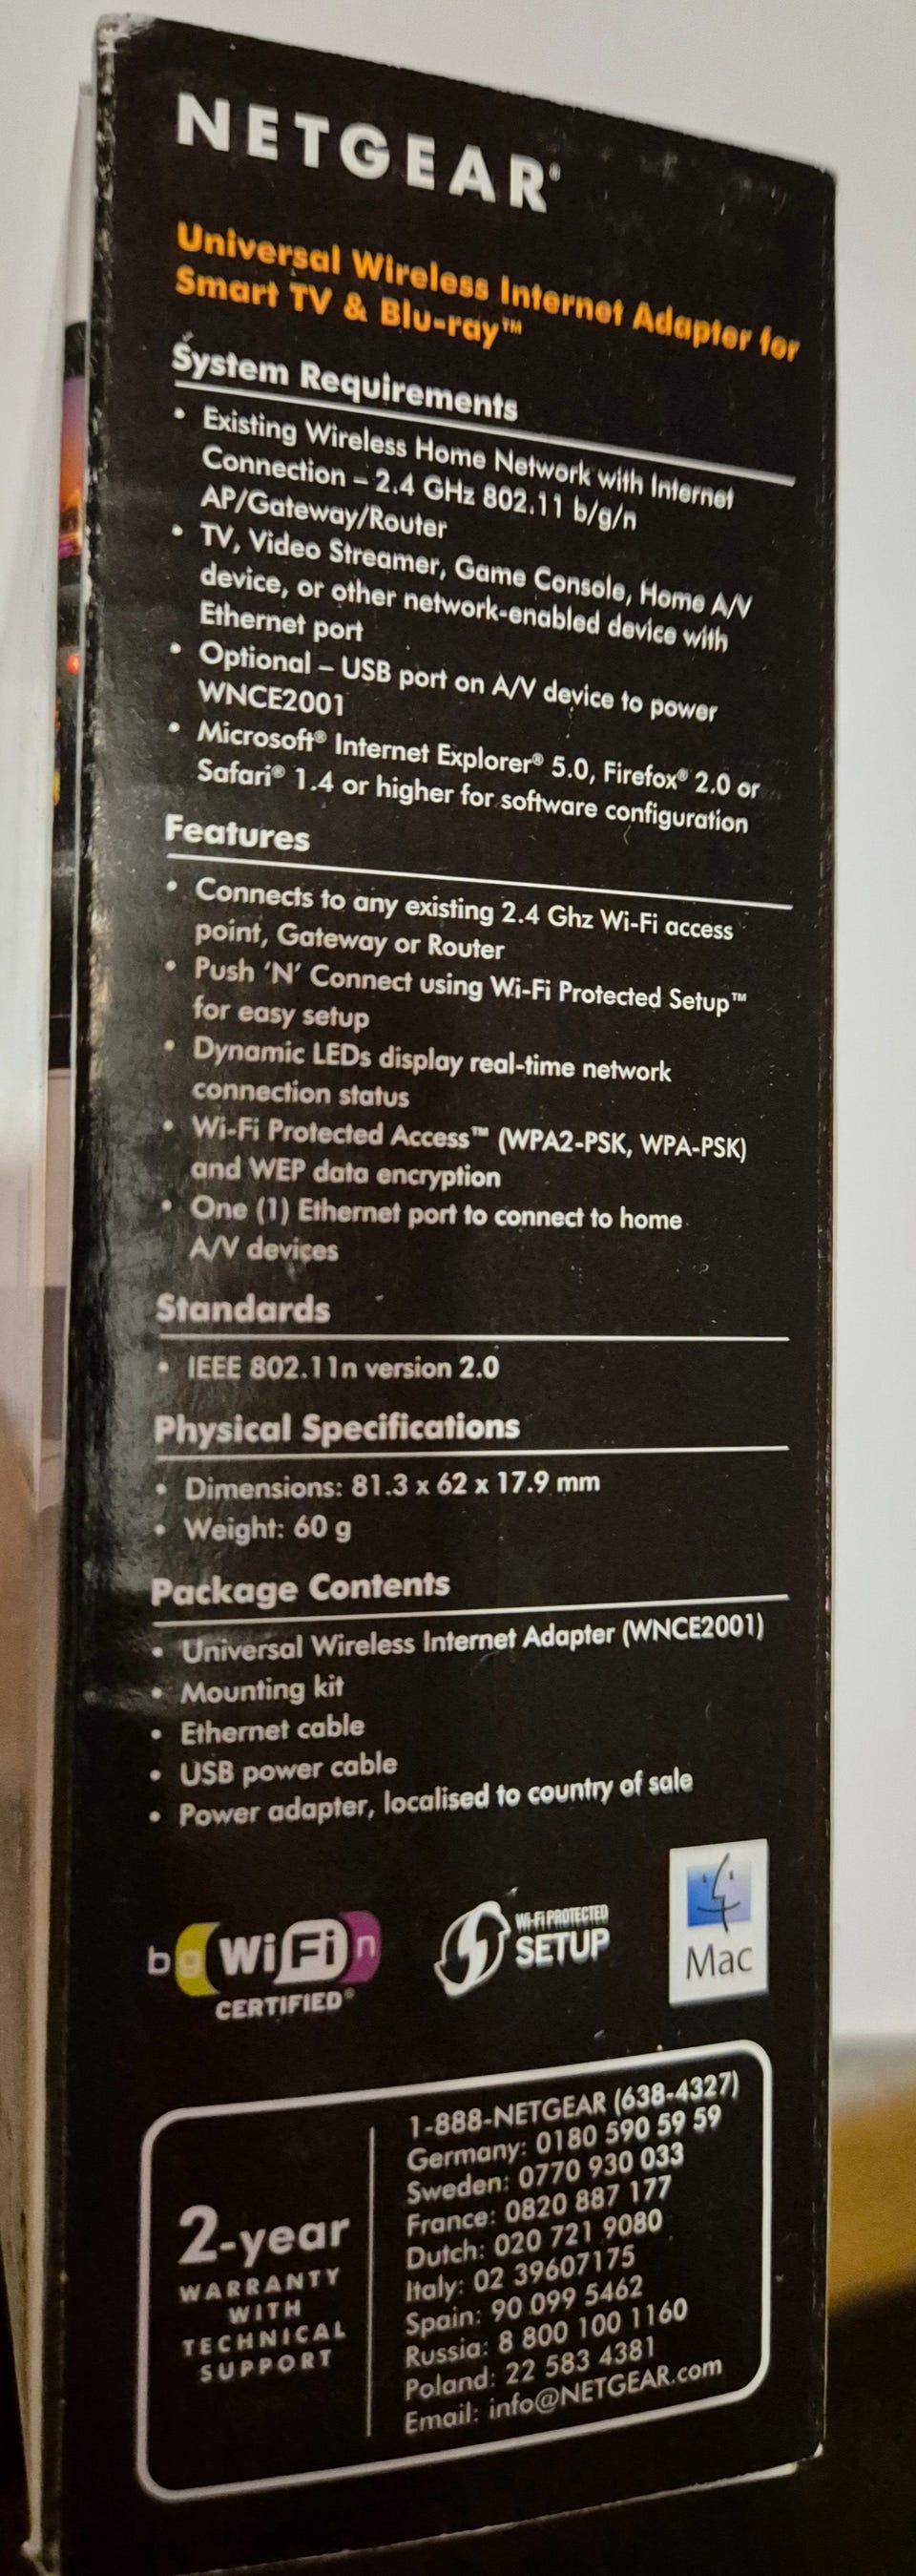 NETGEAR®
Universal Wireless Internet Adapter for
Smart TV & Blu-ray™
System Requirements
• Existing Wireless Home Network with Internet
Connection – 2.4 GHz 802.11 b/g/n
AP/Gateway/Router
• TV, Video Streamer, Game Console, Home A/V
device, or other network-enabled device with
Ethernet port
• Optional – USB port on A/V device to power
WNCE2001
• Microsoft® Internet Explorer® 5.0, Firefox® 2.0 or
Safari® 1.4 or higher for software configuration
Features
• Connects to any existing 2.4 Ghz Wi-Fi access
point, Gateway or Router
• Push 'N' Connect using Wi-Fi Protected Setup™
for easy setup
• Dynamic LEDs display real-time network
connection status
• Wi-Fi Protected Access™ (WPA2-PSK, WPA-PSK)
and WEP data encryption
• One (1) Ethernet port to connect to home
A/V devices
Standards
• IEEE 802.11n version 2.0
Physical Specifications
• Dimensions: 81.3 x 62 x 17.9 mm
• Weight: 60 g
Package Contents
• Universal Wireless Internet Adapter (WNCE2001)
• Mounting kit
• Ethernet cable
• USB power cable
• Power adapter, localised to country of sale
b g WiFi n
CERTIFIED®
Wi-Fi PROTECTED
SETUP
Mac
2-year
WARRANTY
WITH
TECHNICAL
SUPPORT
1-888-NETGEAR (638-4327)
Germany: 0180 590 59 59
Sweden: 0770 930 033
France: 0820 887 177
Dutch: 020 721 9080
Italy: 02 39607175
Spain: 90 099 5462
Russia: 8 800 100 1160
Poland: 22 583 4381
Email: info@NETGEAR.com